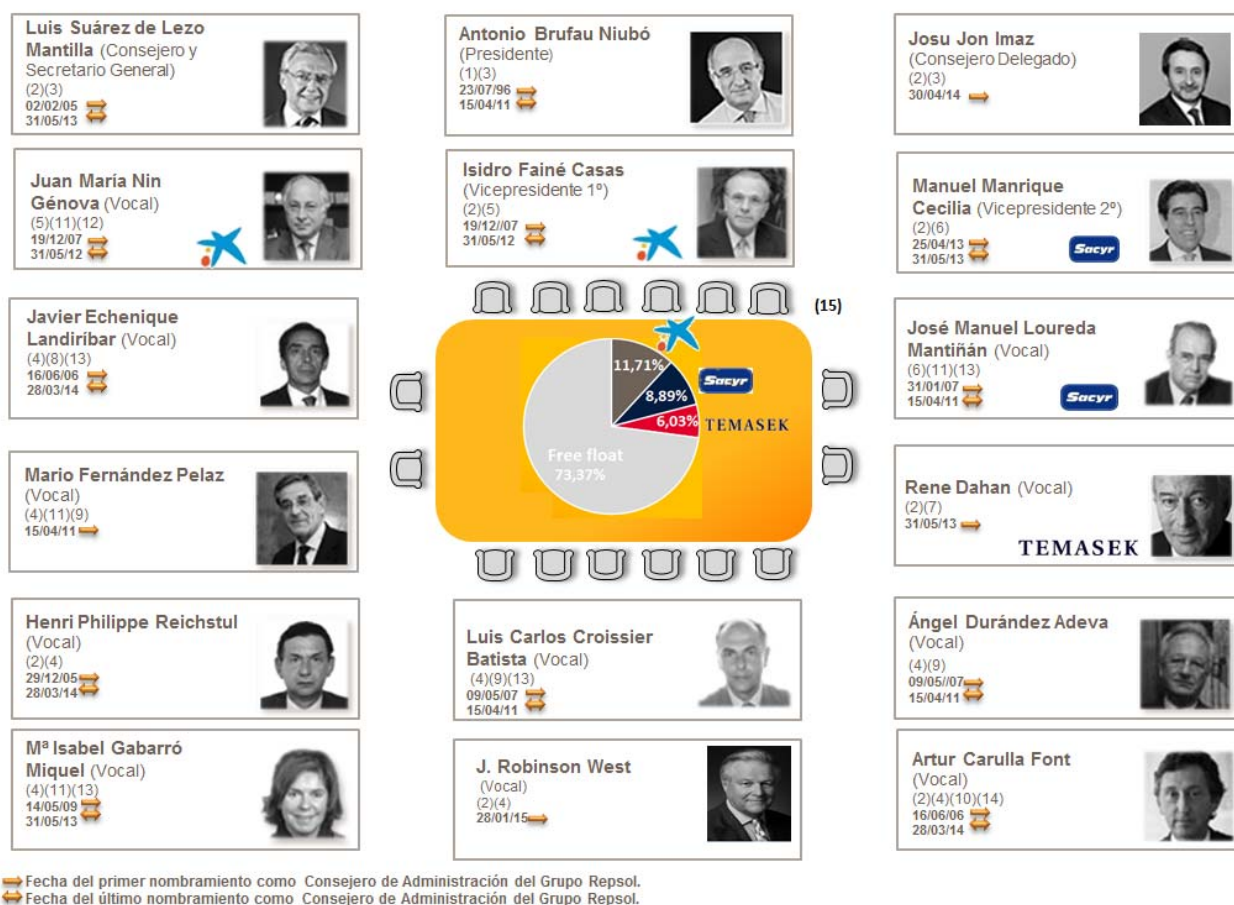 Luis Suárez de Lezo
Mantilla (Consejero y
Secretario General)
(2)(3)
02/02/05
31/05/13
Antonio Brufau Niubó
(Presidente)
(1)(3)
23/07/96
15/04/11
Josu Jon Imaz
(Consejero Delegado)
(2)(3)
30/04/14
Juan María Nin
Génova (Vocal)
(5)(11)(12)
19/12/07
31/05/12
Isidro Fainé Casas
(Vicepresidente 1º)
(2)(5)
19/12//07
31/05/12
Manuel Manrique
Cecilia (Vicepresidente 2º)
(2)(6)
25/04/13
31/05/13
Sacyr
Javier Echenique
Landiríbar (Vocal)
(4)(8)(13)
16/06/06
28/03/14
(15)
11,71%
Sacyr
8,89%
6,03%
TEMASEK
Free float
73,37%
José Manuel Loureda
Mantiñán (Vocal)
(6)(11)(13)
31/01/07
15/04/11
Sacyr
Mario Fernández Pelaz
(Vocal)
(4)(11)(9)
15/04/11
Rene Dahan (Vocal)
(2)(7)
31/05/13
TEMASEK
Henri Philippe Reichstul
(Vocal)
(2)(4)
29/12/05
28/03/14
Luis Carlos Croissier
Batista (Vocal)
(4)(9)(13)
09/05/07
15/04/11
Ángel Durández Adeva
(Vocal)
(4)(9)
09/05//07
15/04/11
Mª Isabel Gabarró
Miquel (Vocal)
(4)(11)(13)
14/05/09
31/05/13
J. Robinson West
(Vocal)
(2)(4)
28/01/15
Artur Carulla Font
(Vocal)
(2)(4)(10)(14)
16/06/06
28/03/14
Fecha del primer nombramiento como Consejero de Administración del Grupo Repsol.
Fecha del último nombramiento como Consejero de Administración del Grupo Repsol.